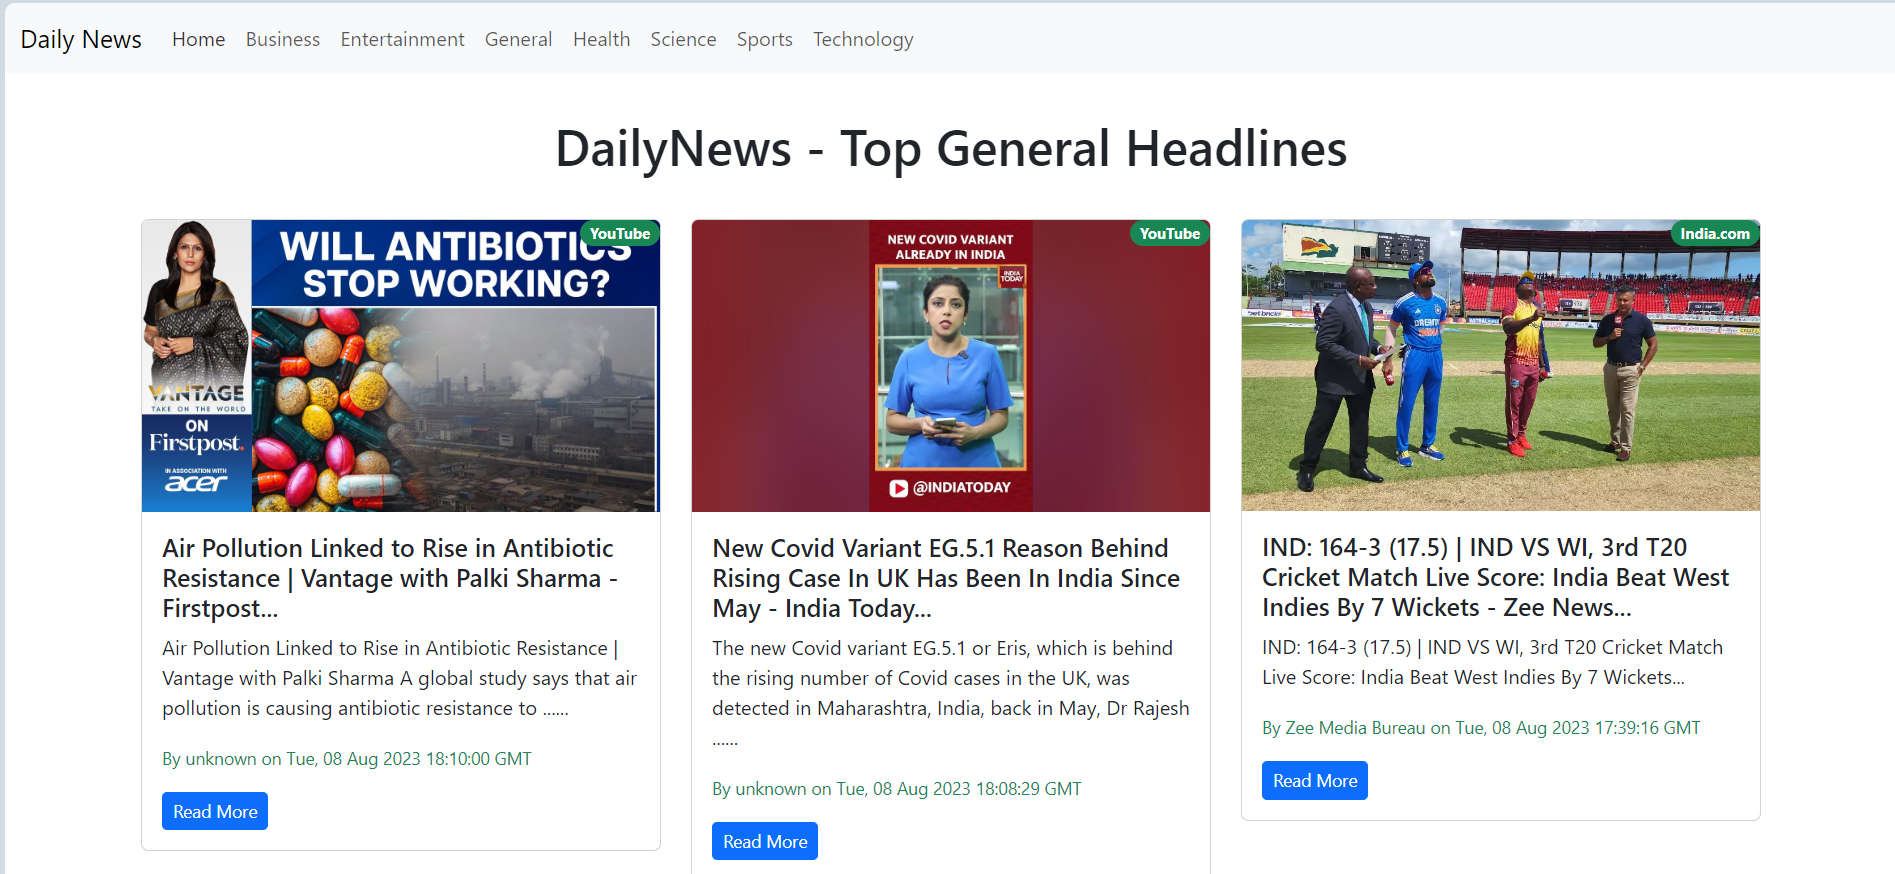 Daily News Home Business Entertainment General Health Science Sports Technology
DailyNews - Top General Headlines
YouTube
WILL ANTIBIOTICS
STOP WORKING?
VANTAGE
TAKE ON THE WORLD
ON
Firstpost.
IN ASSOCIATION WITH
acer
Air Pollution Linked to Rise in Antibiotic
Resistance | Vantage with Palki Sharma -
Firstpost...
Air Pollution Linked to Rise in Antibiotic Resistance |
Vantage with Palki Sharma A global study says that air
pollution is causing antibiotic resistance to ......
By unknown on Tue, 08 Aug 2023 18:10:00 GMT
Read More
YouTube
NEW COVID VARIANT
ALREADY IN INDIA
INDIA
TODAY
@INDIATODAY
New Covid Variant EG.5.1 Reason Behind
Rising Case In UK Has Been In India Since
May - India Today...
The new Covid variant EG.5.1 or Eris, which is behind
the rising number of Covid cases in the UK, was
detected in Maharashtra, India, back in May, Dr Rajesh
......
By unknown on Tue, 08 Aug 2023 18:08:29 GMT
Read More
India.com
IND: 164-3 (17.5) | IND VS WI, 3rd T20
Cricket Match Live Score: India Beat West
Indies By 7 Wickets - Zee News...
IND: 164-3 (17.5) | IND VS WI, 3rd T20 Cricket Match
Live Score: India Beat West Indies By 7 Wickets...
By Zee Media Bureau on Tue, 08 Aug 2023 17:39:16 GMT
Read More